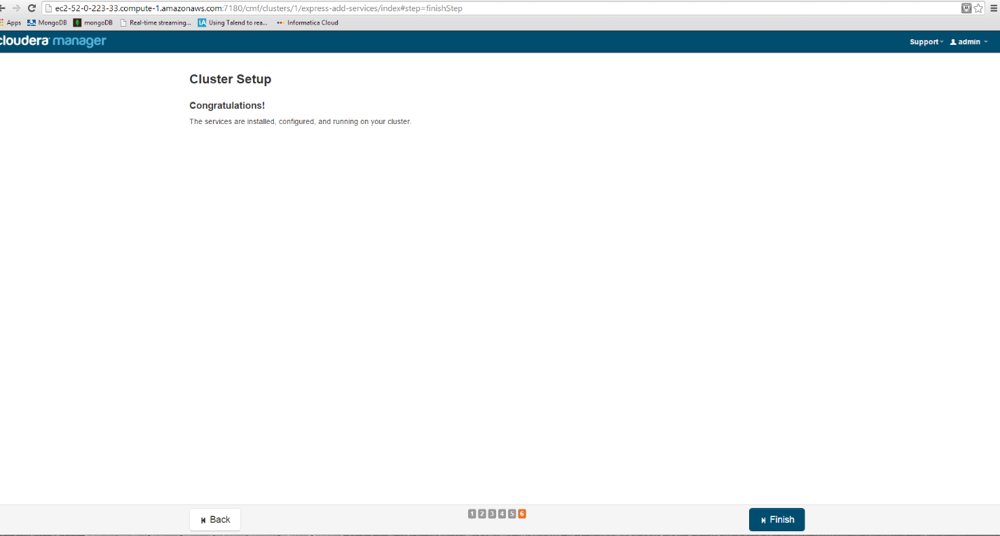 ec2-52-0-223-33.compute-1.amazonaws.com:7180/cmf/clusters/1/express-add-services/index#step=finishStep
Apps MongoDB mongoDB Real-time streaming... iA Using Talend to rea... Informatica Cloud
cloudera manager Support admin
Cluster Setup
Congratulations!
The services are installed, configured, and running on your cluster.
Back 1 2 3 4 5 6 Finish